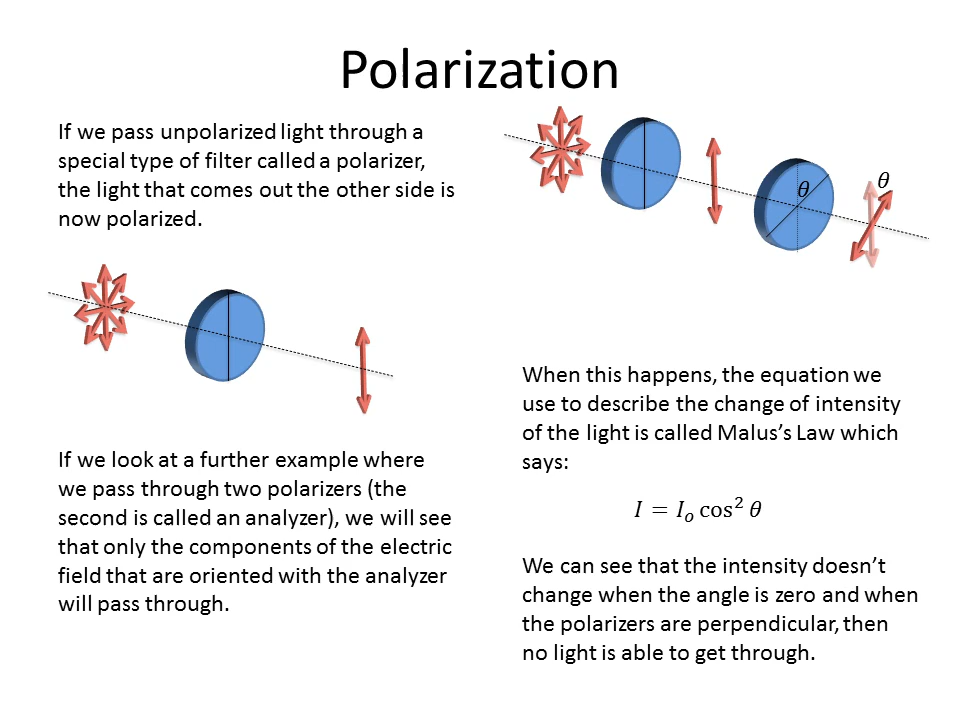 Polarization
If we pass unpolarized light through a
special type of filter called a polarizer,
the light that comes out the other side is
now polarized.
If we look at a further example where
we pass through two polarizers (the
second is called an analyzer), we will see
that only the components of the electric
field that are oriented with the analyzer
will pass through.
θ
θ
When this happens, the equation we
use to describe the change of intensity
of the light is called Malus’s Law which
says:
I = Iₒ cos² θ
We can see that the intensity doesn’t
change when the angle is zero and when
the polarizers are perpendicular, then
no light is able to get through.